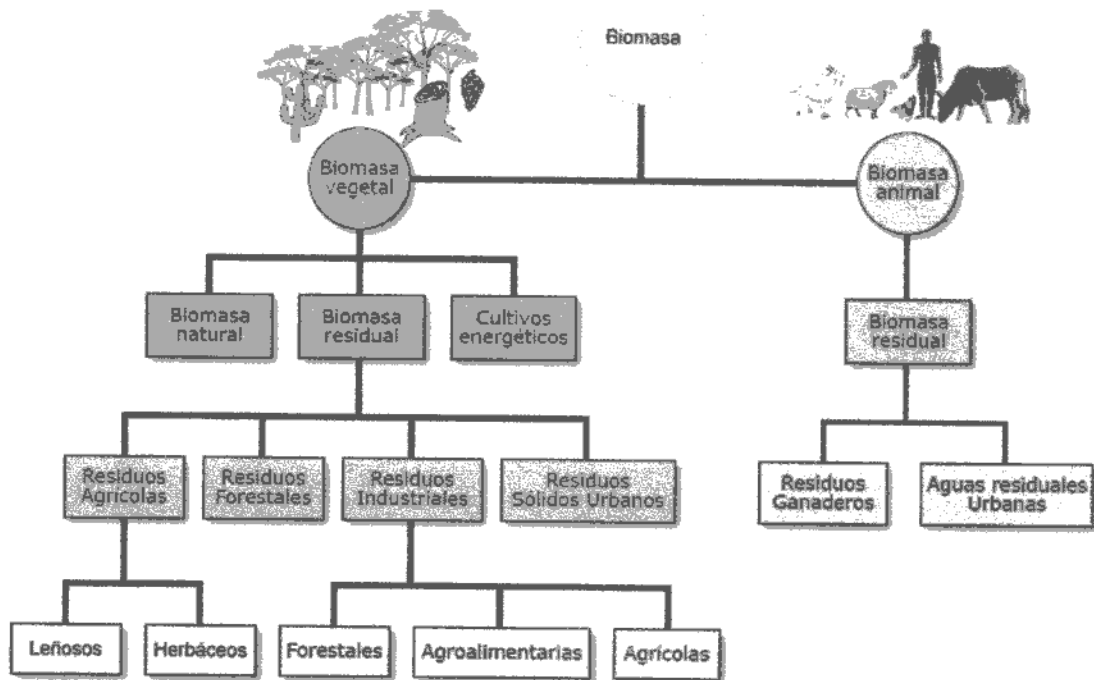 Biomasa
Biomasa
vegetal
Biomasa
animal
Biomasa
natural
Biomasa
residual
Cultivos
energéticos
Biomasa
residual
Residuos
Agrícolas
Residuos
Forestales
Residuos
Industriales
Residuos
Sólidos Urbanos
Residuos
Ganaderos
Aguas residuales
Urbanas
Leñosos
Herbáceos
Forestales
Agroalimentarias
Agrícolas